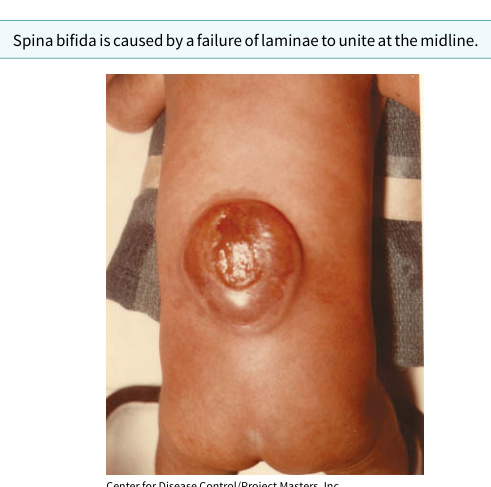 Spina bifida is caused by a failure of laminae to unite at the midline.
Center for Disease Control/Project Masters, Inc.